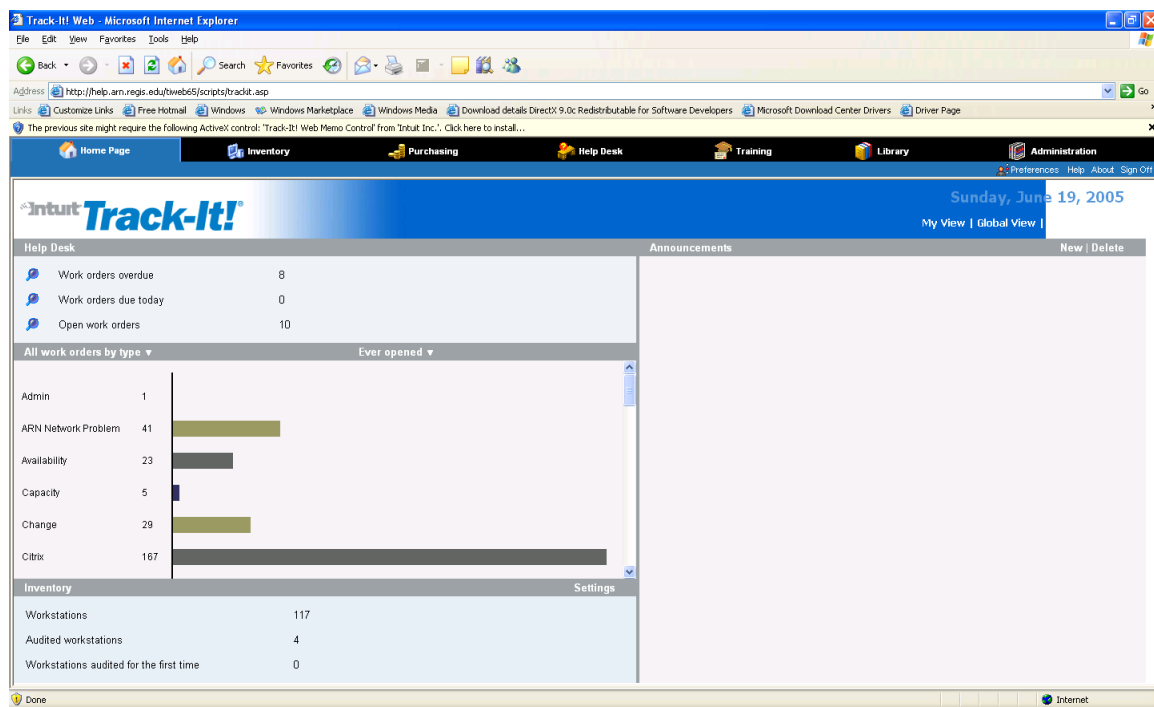 Track-It! Web - Microsoft Internet Explorer
File Edit View Favorites Tools Help
Back Search Favorites
Address http://help.arn.regis.edu/tiweb65/scripts/trackit.asp Go
Links Customize Links Free Hotmail Windows Windows Marketplace Windows Media Download details DirectX 9.0c Redistributable for Software Developers Microsoft Download Center Drivers Driver Page
The previous site might require the following ActiveX control: 'Track-It! Web Memo Control' from 'Intuit Inc.'. Click here to install...
Home Page Inventory Purchasing Help Desk Training Library Administration
Preferences Help About Sign Off
Intuit Track-It!® Sunday, June 19, 2005
My View | Global View |
Help Desk Announcements New | Delete
Work orders overdue 8
Work orders due today 0
Open work orders 10
All work orders by type ▼ Ever opened ▼
Admin 1
ARN Network Problem 41
Availability 23
Capacity 5
Change 29
Citrix 167
Inventory Settings
Workstations 117
Audited workstations 4
Workstations audited for the first time 0
Done Internet